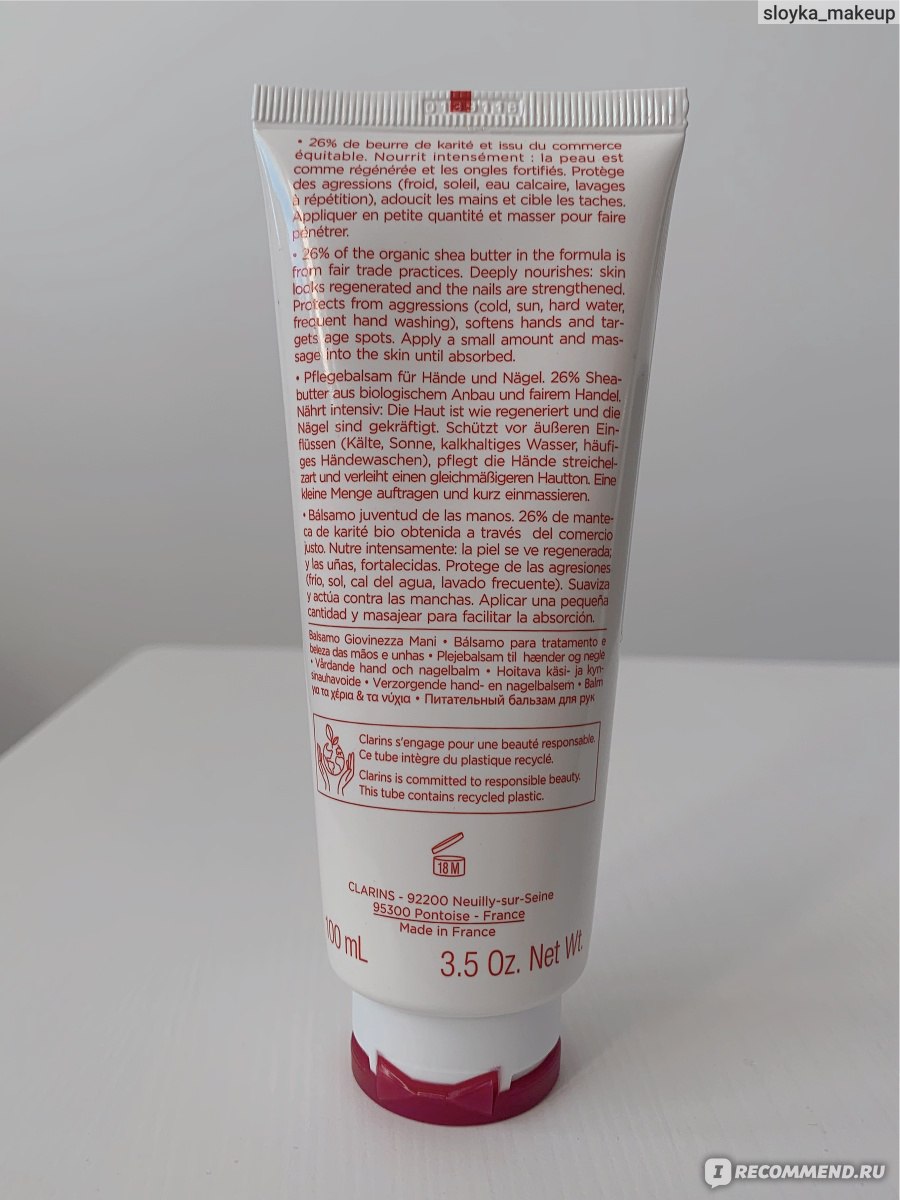 sloyka_makeup
• 26% de beurre de karité et issu du commerce
équitable. Nourrit intensément : la peau est
comme régénérée et les ongles fortifiés. Protège
des agressions (froid, soleil, eau calcaire, lavages
à répétition), adoucit les mains et cible les taches.
Appliquer en petite quantité et masser pour faire
pénétrer.
• 26% of the organic shea butter in the formula is
from fair trade practices. Deeply nourishes: skin
looks regenerated and the nails are strengthened.
Protects from aggressions (cold, sun, hard water,
frequent hand washing), softens hands and tar-
gets age spots. Apply a small amount and mas-
sage into the skin until absorbed.
• Pflegebalsam für Hände und Nägel. 26% Shea-
butter aus biologischem Anbau und fairem Handel.
Nährt intensiv: Die Haut ist wie regeneriert und die
Nägel sind gekräftigt. Schützt vor äußeren Ein-
flüssen (Kälte, Sonne, kalkhaltiges Wasser, häufi-
ges Händewaschen), pflegt die Hände streichel-
zart und verleiht einen gleichmäßigeren Hautton. Eine
kleine Menge auftragen und kurz einmassieren.
• Bálsamo juventud de las manos. 26% de mante-
ca de karité bio obtenida a través del comercio
justo. Nutre intensamente: la piel se ve regenerada;
y las uñas, fortalecidas. Protege de las agresiones
(frío, sol, cal del agua, lavado frecuente). Suaviza
y actúa contra las manchas. Aplicar una pequeña
cantidad y masajear para facilitar la absorción.
Balsamo Giovinezza Mani • Bálsamo para tratamento e
beleza das mãos e unhas • Plejebalsam til hænder og negle
• Vårdande hand och nagelbalm • Hoitava käsi- ja kyn-
sinauhavoide • Verzorgende hand- en nagelbalsem • Balm
για τα χέρια & τα νύχια • Питательный бальзам для рук
Clarins s'engage pour une beauté responsable.
Ce tube intègre du plastique recyclé.
Clarins is committed to responsible beauty.
This tube contains recycled plastic.
18 M
CLARINS - 92200 Neuilly-sur-Seine
95300 Pontoise - France
Made in France
100 mL
3.5 Oz. Net Wt.
IRECOMMEND.RU